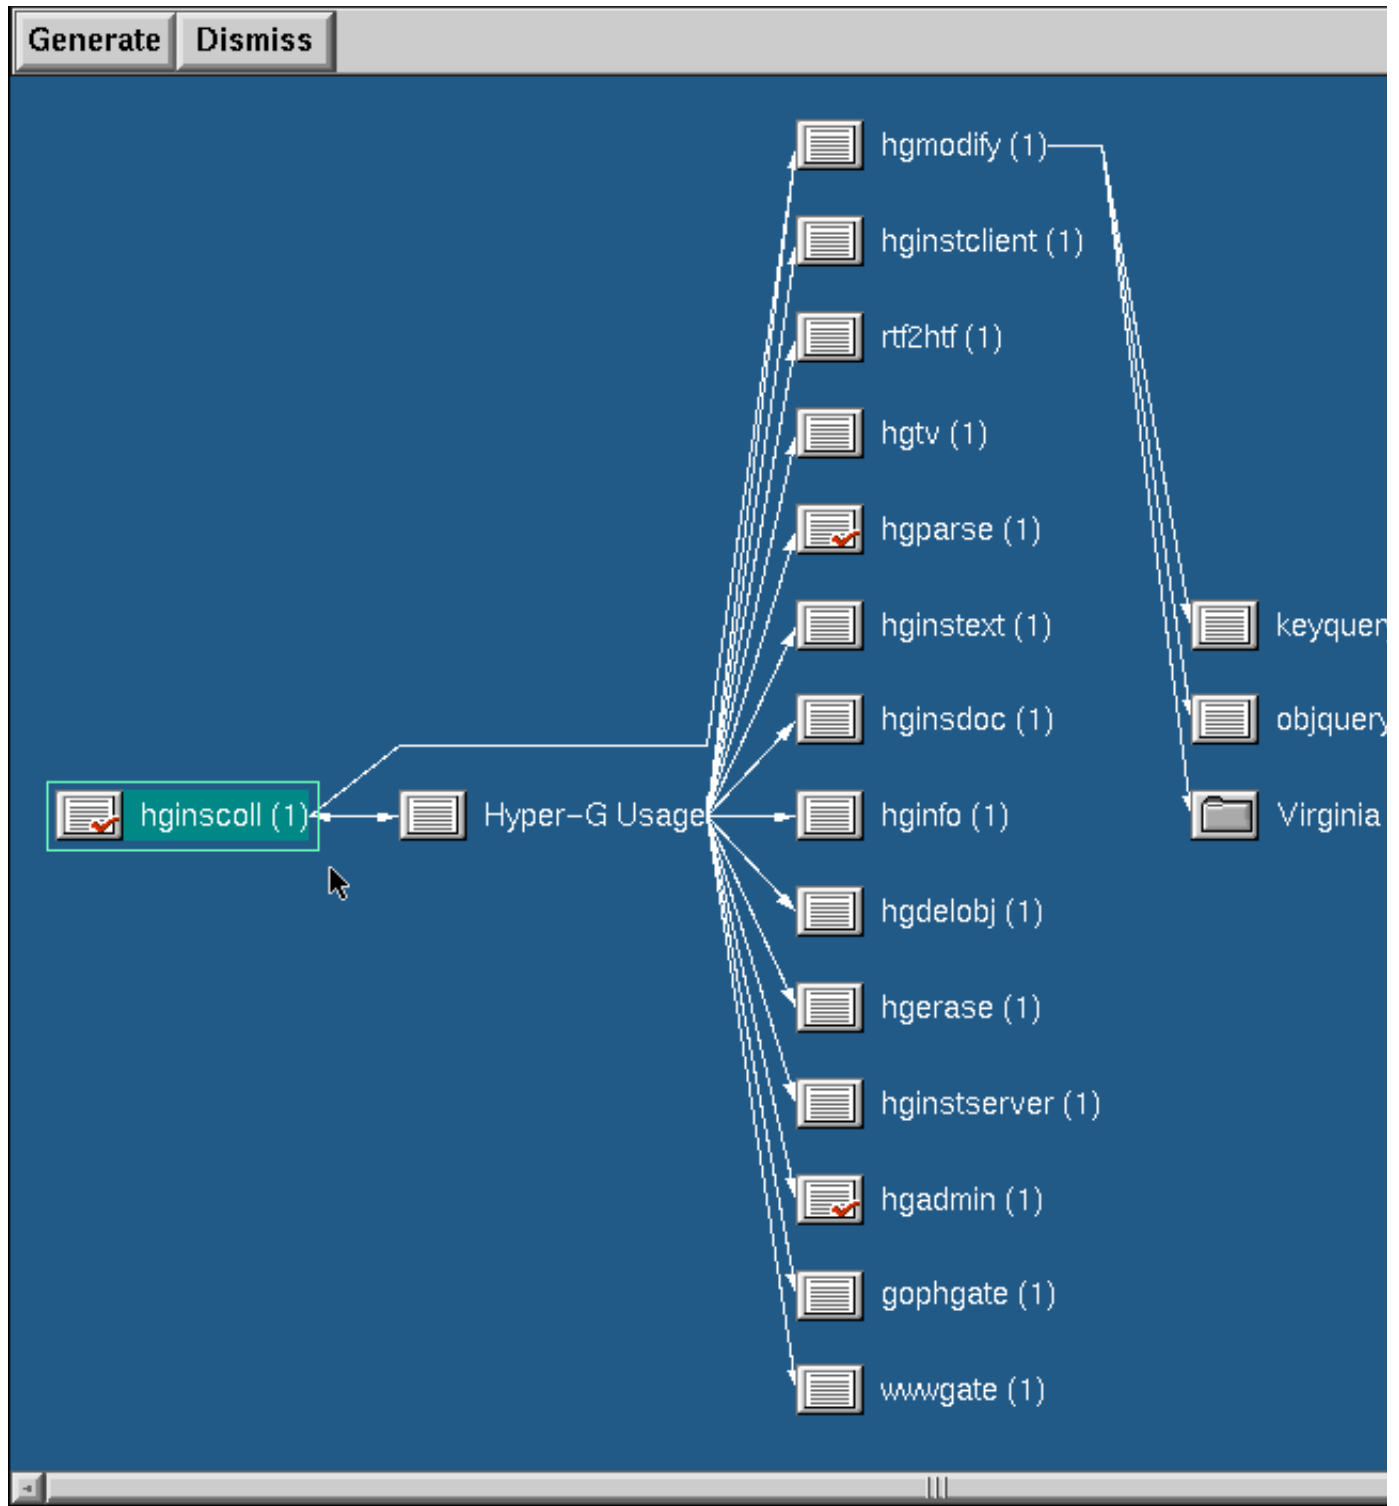 Generate Dismiss
hgmodify (1)
hginstclient (1)
rtf2htf (1)
hgtv (1)
hgparse (1)
hginstext (1)
keyquer
hginsdoc (1)
objquery
hginscoll (1) Hyper-G Usage hginfo (1) Virginia
hgdelobj (1)
hgerase (1)
hginstserver (1)
hgadmin (1)
gophgate (1)
wwwgate (1)